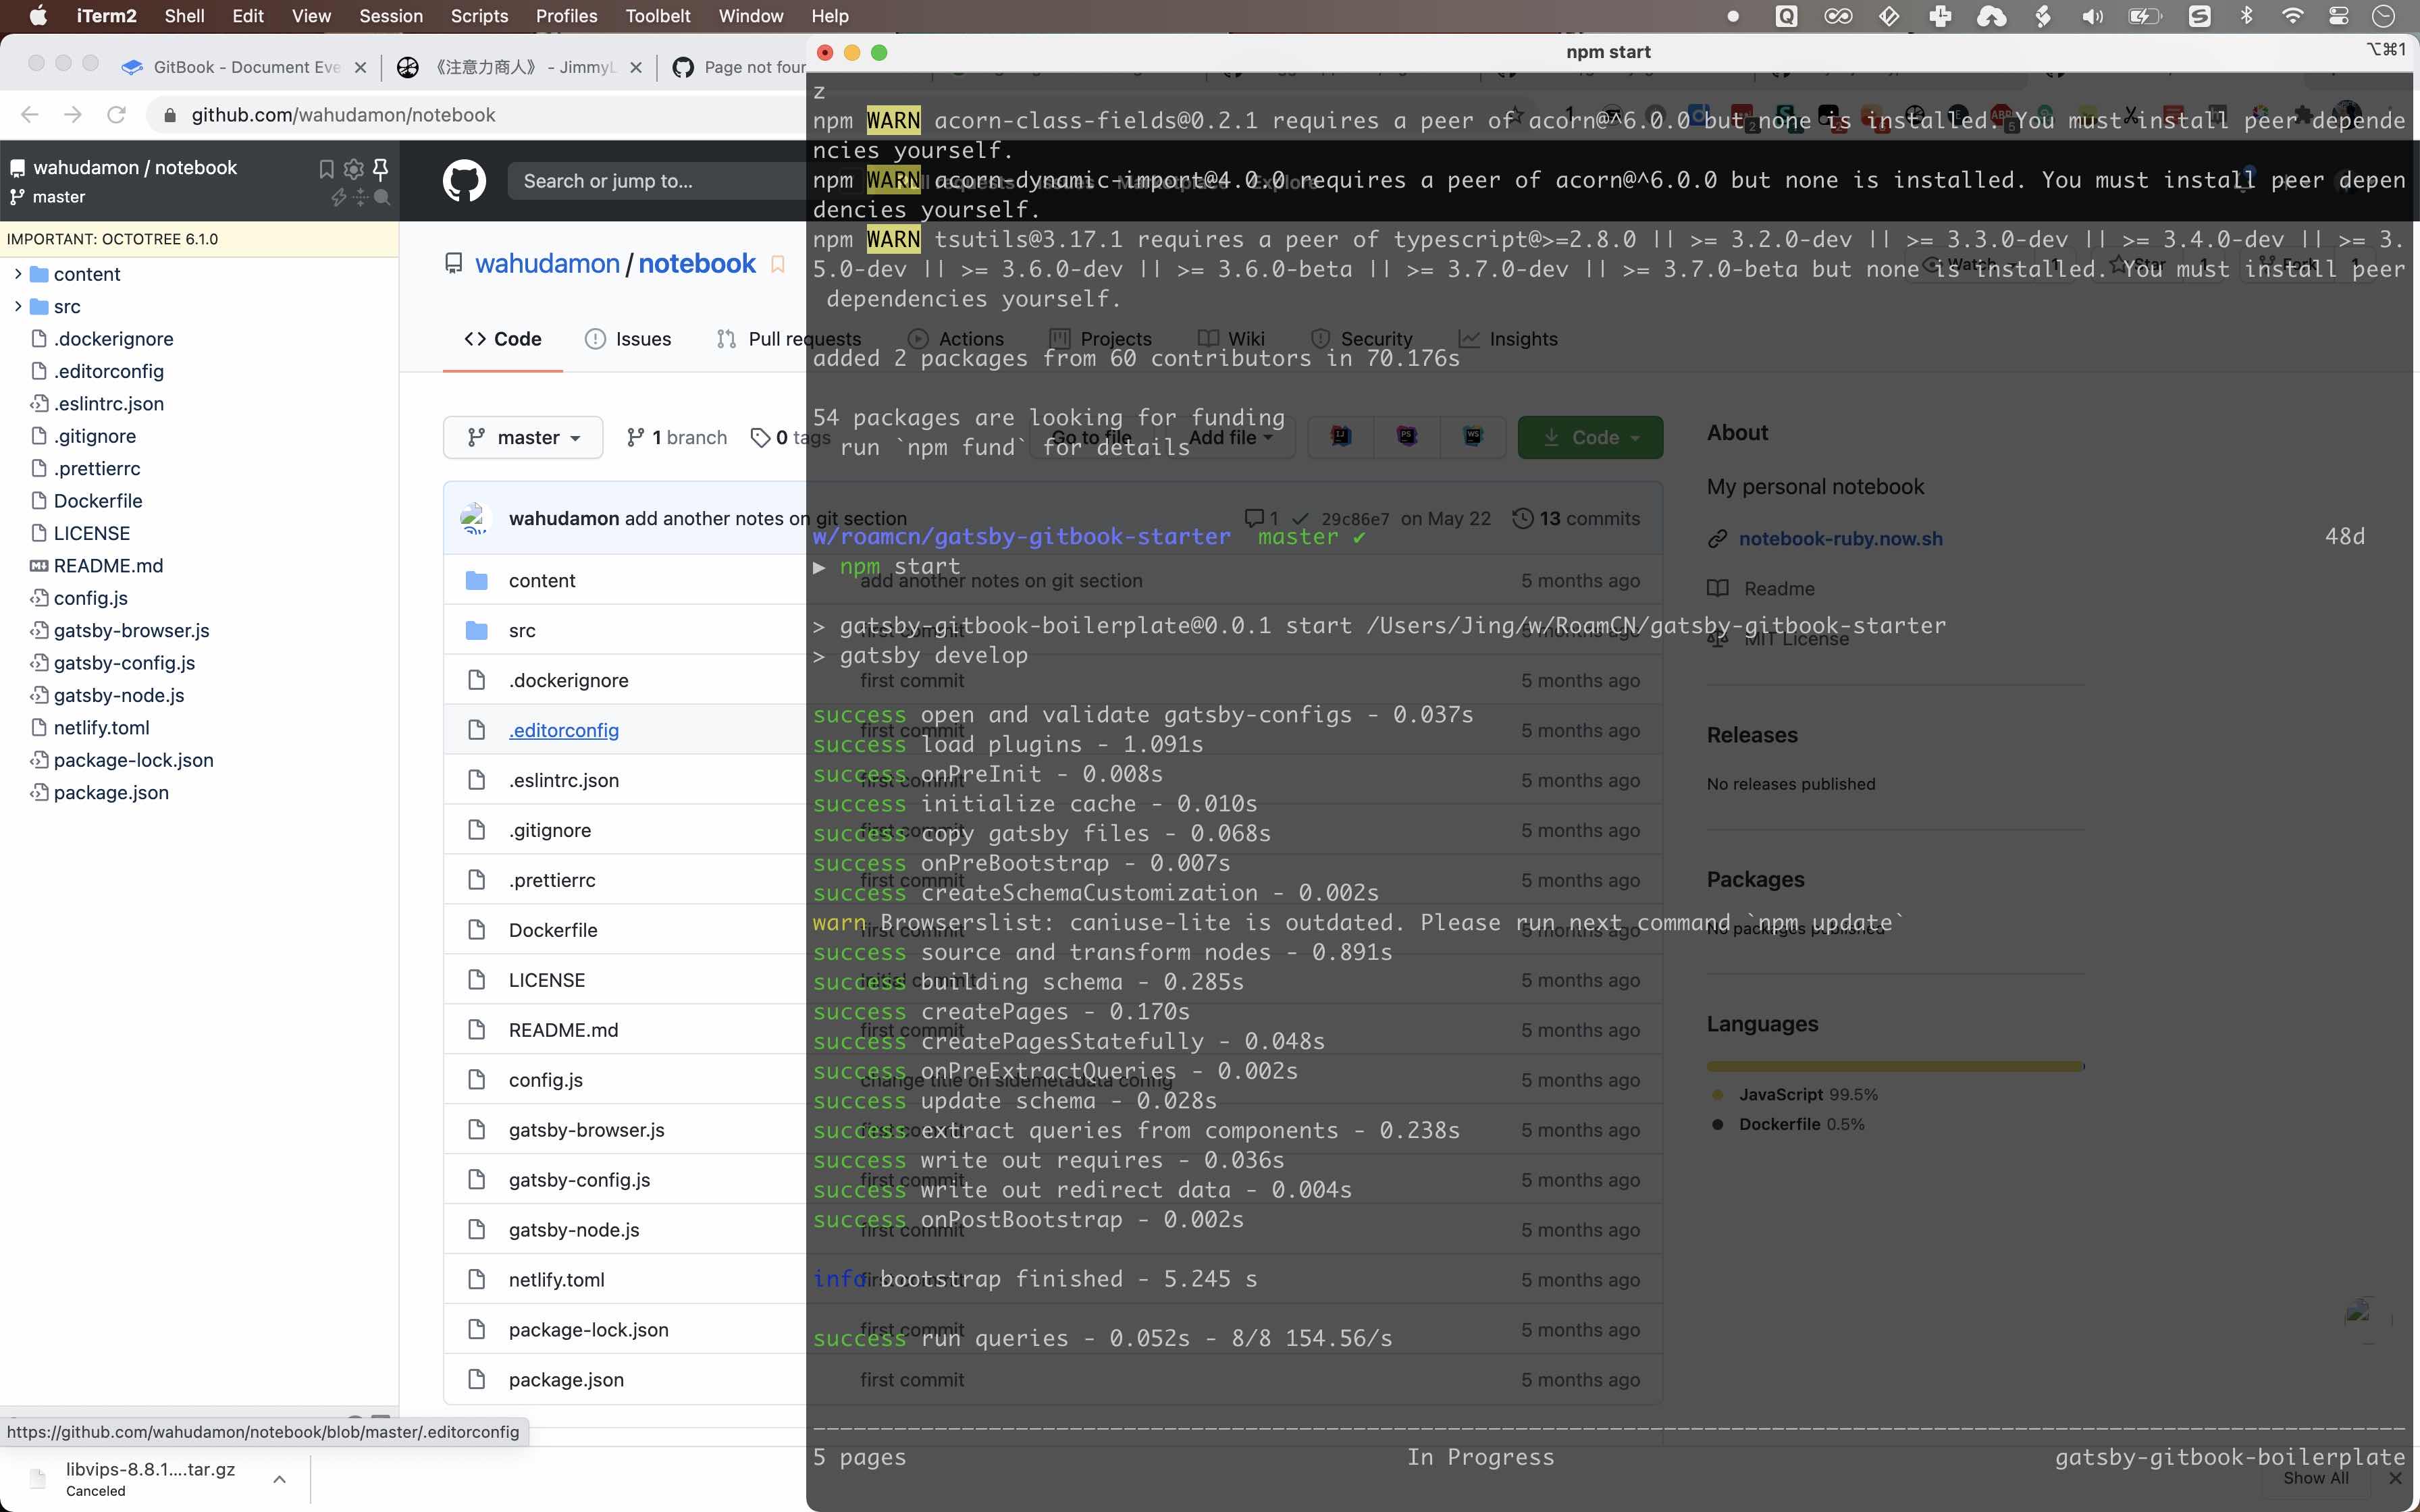 iTerm2 Shell Edit View Session Scripts Profiles Toolbelt Window Help
GitBook - Document Eve
《注意力商人》 - JimmyL
Page not four
github.com/wahudamon/notebook
wahudamon / notebook
master
IMPORTANT: OCTOTREE 6.1.0
content
src
.dockerignore
.editorconfig
.eslintrc.json
.gitignore
.prettierrc
Dockerfile
LICENSE
README.md
config.js
gatsby-browser.js
gatsby-config.js
gatsby-node.js
netlify.toml
package-lock.json
package.json
https://github.com/wahudamon/notebook/blob/master/.editorconfig
libvips-8.8.1....tar.gz
Canceled
Search or jump to...
wahudamon / notebook
Code Issues Pull requests Actions Projects Wiki Security Insights
master 1 branch 0 tags Go to file Add file Code
wahudamon add another notes on git section 1 29c86e7 on May 22 13 commits
content add another notes on git section 5 months ago
src first commit 5 months ago
.dockerignore first commit 5 months ago
.editorconfig first commit 5 months ago
.eslintrc.json first commit 5 months ago
.gitignore first commit 5 months ago
.prettierrc first commit 5 months ago
Dockerfile first commit 5 months ago
LICENSE Initial commit 5 months ago
README.md first commit 5 months ago
config.js change title on sidemetadata config 5 months ago
gatsby-browser.js first commit 5 months ago
gatsby-config.js first commit 5 months ago
gatsby-node.js first commit 5 months ago
netlify.toml first commit 5 months ago
package-lock.json first commit 5 months ago
package.json first commit 5 months ago
About
My personal notebook
notebook-ruby.now.sh
Readme
MIT License
Releases
No releases published
Packages
No packages published
Languages
JavaScript 99.5%
Dockerfile 0.5%
Show All
npm start ⌥⌘1
z
npm WARN acorn-class-fields@0.2.1 requires a peer of acorn@^6.0.0 but none is installed. You must install peer depende
ncies yourself.
npm WARN acorn-dynamic-import@4.0.0 requires a peer of acorn@^6.0.0 but none is installed. You must install peer depen
dencies yourself.
npm WARN tsutils@3.17.1 requires a peer of typescript@>=2.8.0 || >= 3.2.0-dev || >= 3.3.0-dev || >= 3.4.0-dev || >= 3.
5.0-dev || >= 3.6.0-dev || >= 3.6.0-beta || >= 3.7.0-dev || >= 3.7.0-beta but none is installed. You must install peer
dependencies yourself.
added 2 packages from 60 contributors in 70.176s
54 packages are looking for funding
run `npm fund` for details
w/roamcn/gatsby-gitbook-starter master ✔ 48d
▶ npm start
> gatsby-gitbook-boilerplate@0.0.1 start /Users/Jing/w/RoamCN/gatsby-gitbook-starter
> gatsby develop
success open and validate gatsby-configs - 0.037s
success load plugins - 1.091s
success onPreInit - 0.008s
success initialize cache - 0.010s
success copy gatsby files - 0.068s
success onPreBootstrap - 0.007s
success createSchemaCustomization - 0.002s
warn Browserslist: caniuse-lite is outdated. Please run next command `npm update`
success source and transform nodes - 0.891s
success building schema - 0.285s
success createPages - 0.170s
success createPagesStatefully - 0.048s
success onPreExtractQueries - 0.002s
success update schema - 0.028s
success extract queries from components - 0.238s
success write out requires - 0.036s
success write out redirect data - 0.004s
success onPostBootstrap - 0.002s
info bootstrap finished - 5.245 s
success run queries - 0.052s - 8/8 154.56/s
5 pages In Progress gatsby-gitbook-boilerplate